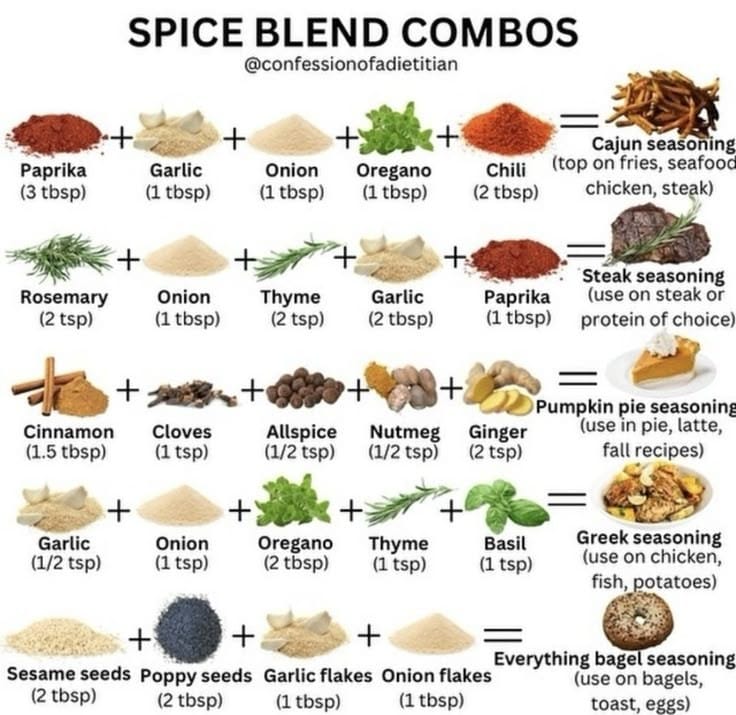 SPICE BLEND COMBOS
@confessionofadietitian
+ + + + =
Paprika Garlic Onion Oregano Chili Cajun seasoning
(3 tbsp) (1 tbsp) (1 tbsp) (1 tbsp) (2 tbsp) (top on fries, seafood
chicken, steak)
+ + + + =
Rosemary Onion Thyme Garlic Paprika Steak seasoning
(2 tsp) (1 tbsp) (2 tsp) (2 tbsp) (1 tbsp) (use on steak or
protein of choice)
+ + + + =
Cinnamon Cloves Allspice Nutmeg Ginger Pumpkin pie seasoning
(1.5 tbsp) (1 tsp) (1/2 tsp) (1/2 tsp) (2 tsp) (use in pie, latte,
fall recipes)
+ + + + =
Garlic Onion Oregano Thyme Basil Greek seasoning
(1/2 tsp) (1 tsp) (2 tbsp) (1 tsp) (1 tsp) (use on chicken,
fish, potatoes)
+ + + =
Sesame seeds Poppy seeds Garlic flakes Onion flakes Everything bagel seasoning
(2 tbsp) (2 tbsp) (1 tbsp) (1 tbsp) (use on bagels,
toast, eggs)